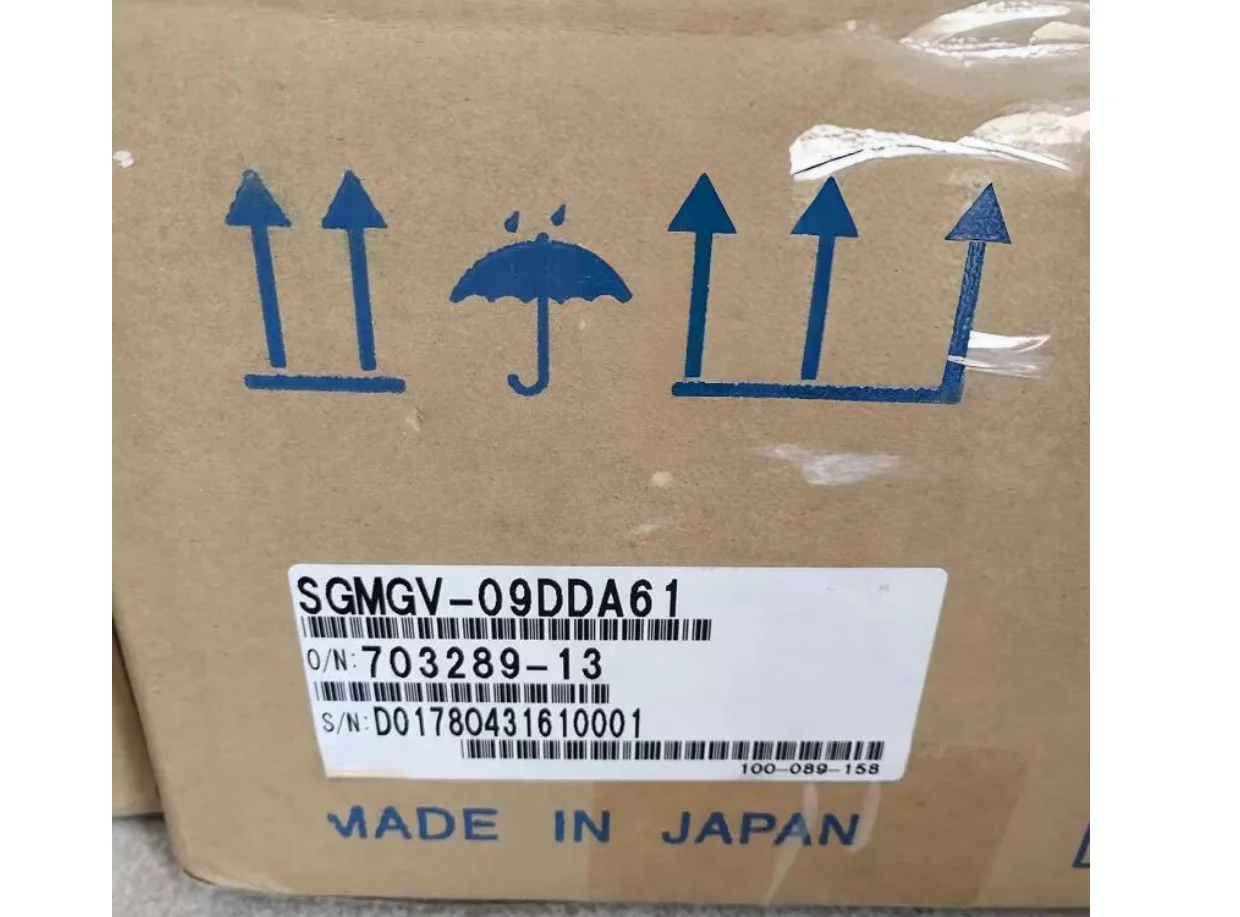 SGMGV-09DDA61
O/N:703289-13
S/N:D01780431610001
100-089-158
MADE IN JAPAN